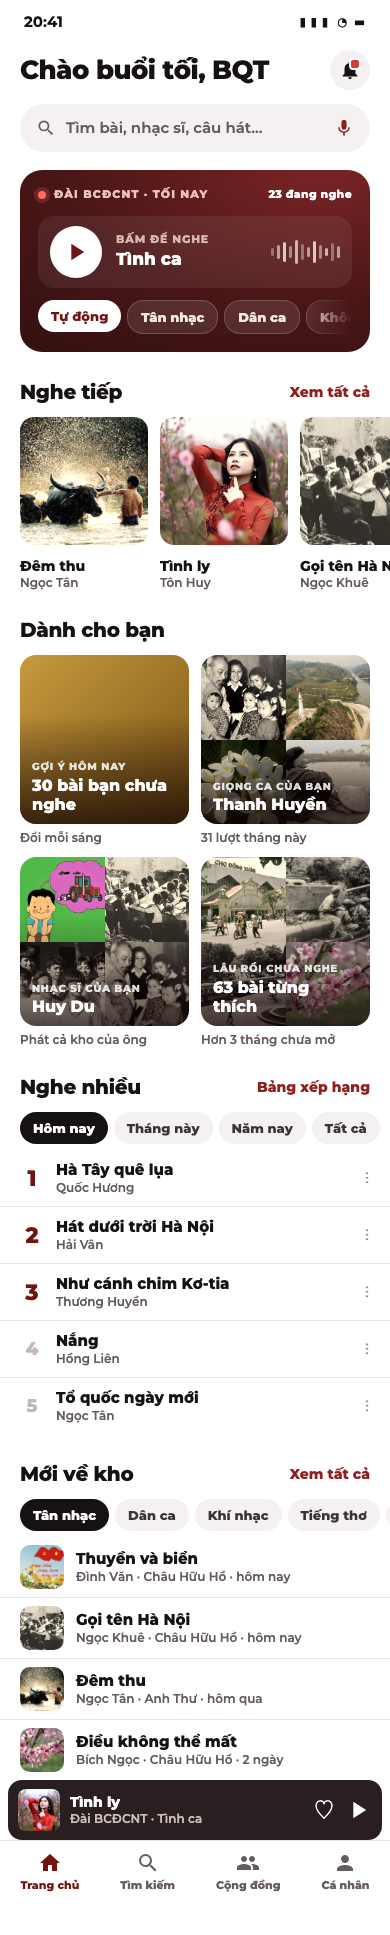 20:41
Chào buổi tối, BQT
Tìm bài, nhạc sĩ, câu hát...
ĐÀI BCĐCNT · TỐI NAY
23 đang nghe
BẤM ĐỂ NGHE
Tình ca
Tự động
Tân nhạc
Dân ca
Khô
Nghe tiếp
Xem tất cả
Đêm thu
Ngọc Tân
Tình ly
Tôn Huy
Gọi tên Hà N
Ngọc Khuê
Dành cho bạn
GỢI Ý HÔM NAY
30 bài bạn chưa
nghe
Đổi mỗi sáng
GIỌNG CA CỦA BẠN
Thanh Huyền
31 lượt tháng này
NHẠC SĨ CỦA BẠN
Huy Du
Phát cả kho của ông
CHỢ ĐỒNG XUÂN
LÂU RỒI CHƯA NGHE
63 bài từng
thích
Hơn 3 tháng chưa mở
Nghe nhiều
Bảng xếp hạng
Hôm nay
Tháng này
Năm nay
Tất cả
1
Hà Tây quê lụa
Quốc Hương
2
Hát dưới trời Hà Nội
Hải Vân
3
Như cánh chim Kơ-tia
Thương Huyền
4
Nắng
Hồng Liên
5
Tổ quốc ngày mới
Ngọc Tân
Mới về kho
Xem tất cả
Tân nhạc
Dân ca
Khí nhạc
Tiếng thơ
Thuyền và biển
Đình Văn · Châu Hữu Hồ · hôm nay
Gọi tên Hà Nội
Ngọc Khuê · Châu Hữu Hồ · hôm nay
Đêm thu
Ngọc Tân · Anh Thư · hôm qua
Điều không thể mất
Bích Ngọc · Châu Hữu Hồ · 2 ngày
Tình ly
Đài BCĐCNT · Tình ca
Trang chủ
Tìm kiếm
Cộng đồng
Cá nhân